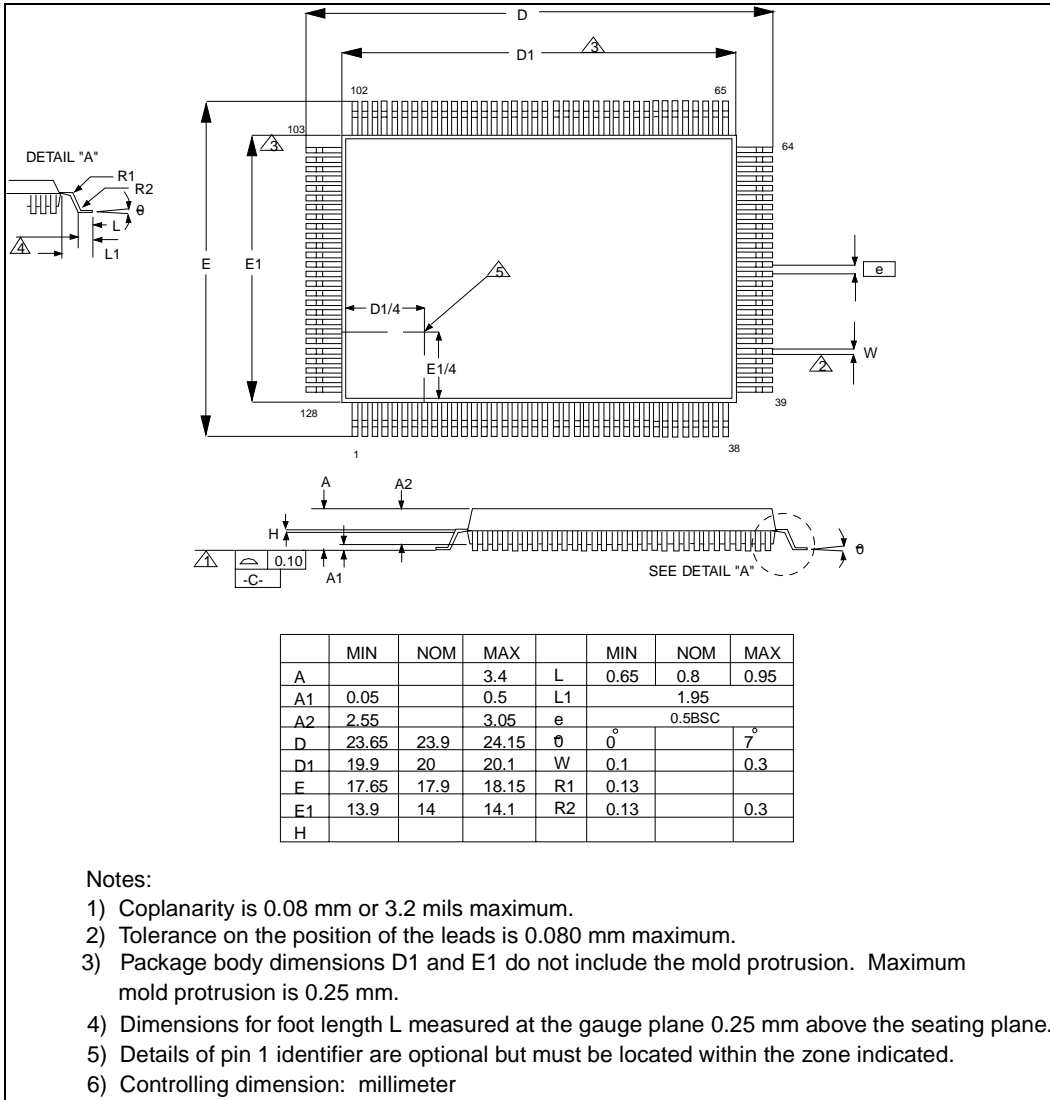 D
D1
3
102
65
103
3
64
DETAIL "A"
R1
R2
θ
L
4
L1
E
E1
5
e
D1/4
E1/4
W
2
128
39
1
38
A
A2
H
1
0.10
-C-
A1
SEE DETAIL "A"
θ
MIN NOM MAX MIN NOM MAX
A 3.4 L 0.65 0.8 0.95
A1 0.05 0.5 L1 1.95
A2 2.55 3.05 e 0.5BSC
D 23.65 23.9 24.15 θ 0° 7°
D1 19.9 20 20.1 W 0.1 0.3
E 17.65 17.9 18.15 R1 0.13
E1 13.9 14 14.1 R2 0.13 0.3
H
Notes:
1) Coplanarity is 0.08 mm or 3.2 mils maximum.
2) Tolerance on the position of the leads is 0.080 mm maximum.
3) Package body dimensions D1 and E1 do not include the mold protrusion. Maximum
mold protrusion is 0.25 mm.
4) Dimensions for foot length L measured at the gauge plane 0.25 mm above the seating plane.
5) Details of pin 1 identifier are optional but must be located within the zone indicated.
6) Controlling dimension: millimeter